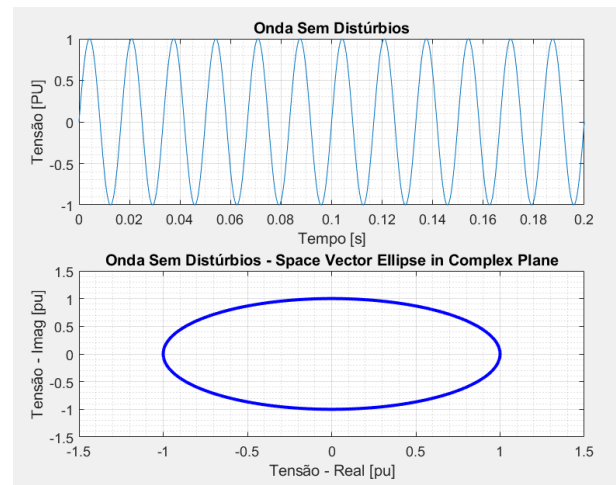 Onda Sem Distúrbios
Tensão [PU]
1
0.5
0
-0.5
-1
0 0.02 0.04 0.06 0.08 0.1 0.12 0.14 0.16 0.18 0.2
Tempo [s]
Onda Sem Distúrbios - Space Vector Ellipse in Complex Plane
Tensão - Imag [pu]
1.5
1
0.5
0
-0.5
-1
-1.5
-1.5 -1 -0.5 0 0.5 1 1.5
Tensão - Real [pu]